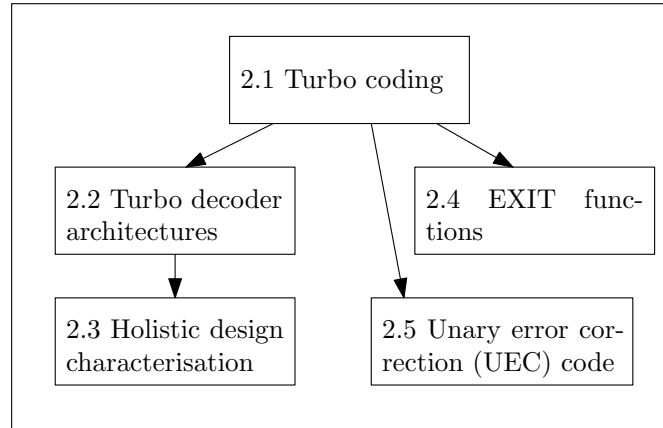 2.1 Turbo coding
2.2 Turbo decoder
architectures
2.4 EXIT func-
tions
2.3 Holistic design
characterisation
2.5 Unary error cor-
rection (UEC) code